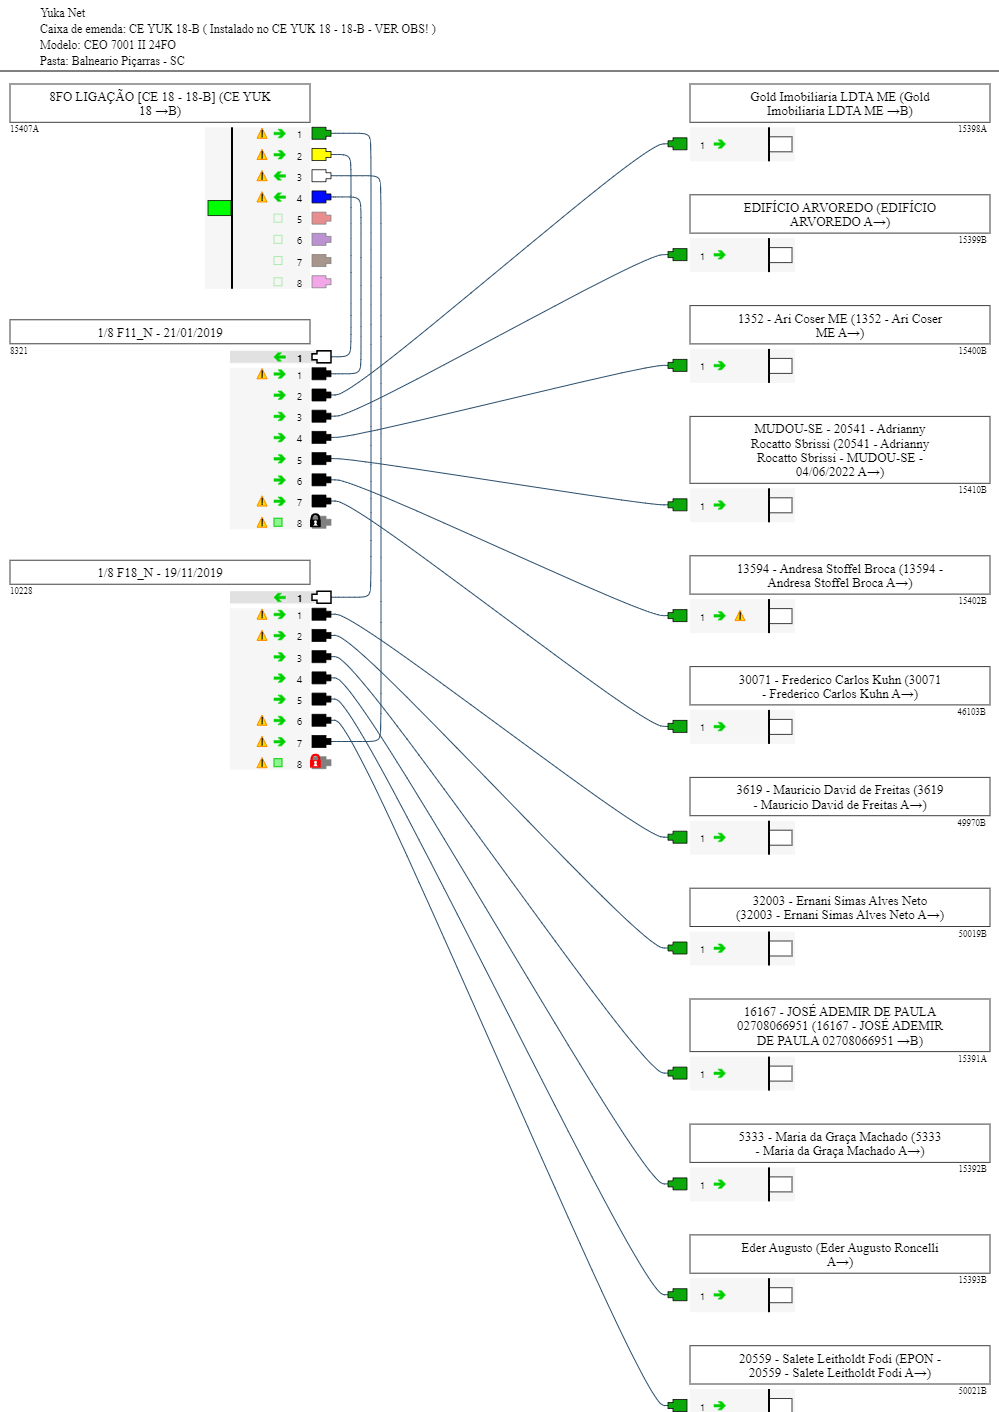 Yuka Net
Caixa de emenda: CE YUK 18-B ( Instalado no CE YUK 18 - 18-B - VER OBS! )
Modelo: CEO 7001 II 24FO
Pasta: Balneario Piçarras - SC
8FO LIGAÇÃO [CE 18 - 18-B] (CE YUK
18 →B)
15407A
1
2
3
4
5
6
7
8
1/8 F11_N - 21/01/2019
8321
1
1
2
3
4
5
6
7
8
1/8 F18_N - 19/11/2019
10228
1
1
2
3
4
5
6
7
8
Gold Imobiliaria LDTA ME (Gold
Imobiliaria LDTA ME →B)
15398A
1
EDIFÍCIO ARVOREDO (EDIFÍCIO
ARVOREDO A→)
15399B
1
1352 - Ari Coser ME (1352 - Ari Coser
ME A→)
15400B
1
MUDOU-SE - 20541 - Adrianny
Rocatto Sbrissi (20541 - Adrianny
Rocatto Sbrissi - MUDOU-SE -
04/06/2022 A→)
15410B
1
13594 - Andresa Stoffel Broca (13594 -
Andresa Stoffel Broca A→)
15402B
1
30071 - Frederico Carlos Kuhn (30071
- Frederico Carlos Kuhn A→)
46103B
1
3619 - Mauricio David de Freitas (3619
- Mauricio David de Freitas A→)
49970B
1
32003 - Ernani Simas Alves Neto
(32003 - Ernani Simas Alves Neto A→)
50019B
1
16167 - JOSÉ ADEMIR DE PAULA
02708066951 (16167 - JOSÉ ADEMIR
DE PAULA 02708066951 →B)
15391A
1
5333 - Maria da Graça Machado (5333
- Maria da Graça Machado A→)
15392B
1
Eder Augusto (Eder Augusto Roncelli
A→)
15393B
1
20559 - Salete Leitholdt Fodi (EPON -
20559 - Salete Leitholdt Fodi A→)
50021B
1